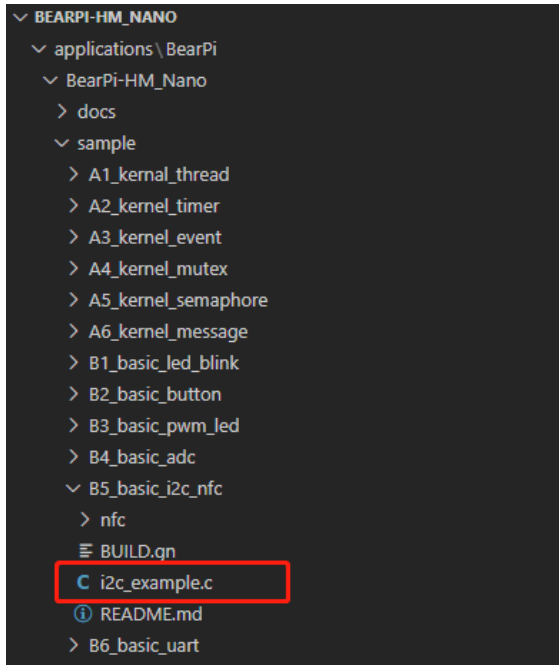 BEARPI-HM_NANO
applications\BearPi
BearPi-HM_Nano
docs
sample
A1_kernal_thread
A2_kernel_timer
A3_kernel_event
A4_kernel_mutex
A5_kernel_semaphore
A6_kernel_message
B1_basic_led_blink
B2_basic_button
B3_basic_pwm_led
B4_basic_adc
B5_basic_i2c_nfc
nfc
BUILD.gn
C i2c_example.c
README.md
B6_basic_uart